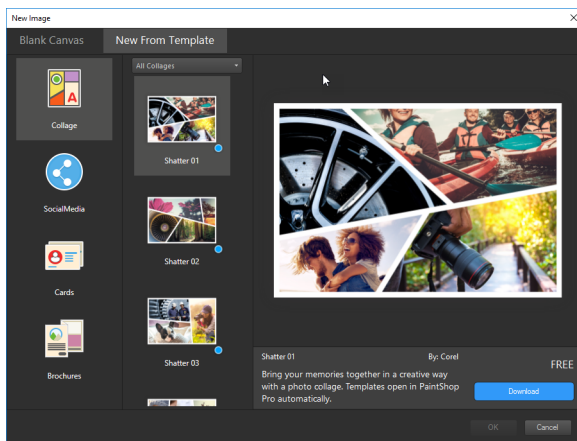 New Image
Blank Canvas
New From Template
Collage
SocialMedia
Cards
Brochures
All Collages
Shatter 01
Shatter 02
Shatter 03
Shatter 01
By: Corel
FREE
Bring your memories together in a creative way
with a photo collage. Templates open in PaintShop
Pro automatically.
Download
OK
Cancel